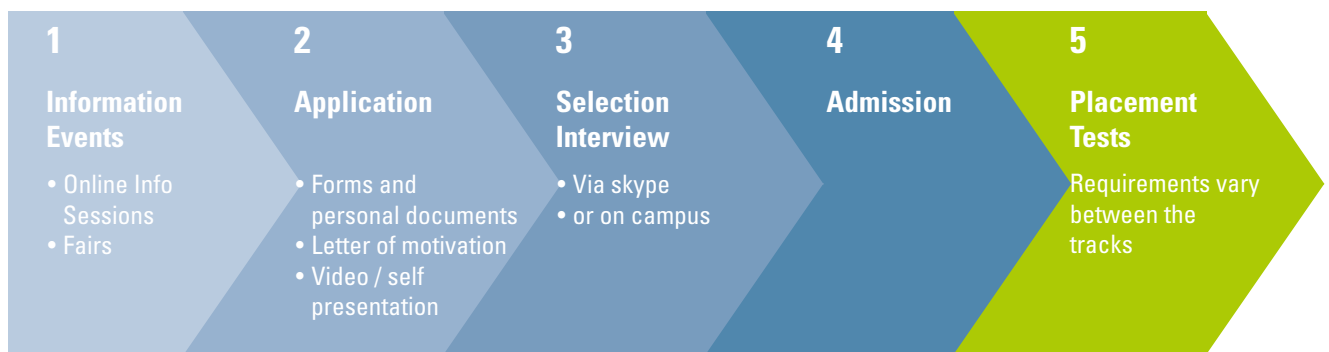 1
Information
Events
• Online Info
Sessions
• Fairs
2
Application
• Forms and
personal documents
• Letter of motivation
• Video / self
presentation
3
Selection
Interview
• Via skype
• or on campus
4
Admission
5
Placement
Tests
Requirements vary
between the
tracks